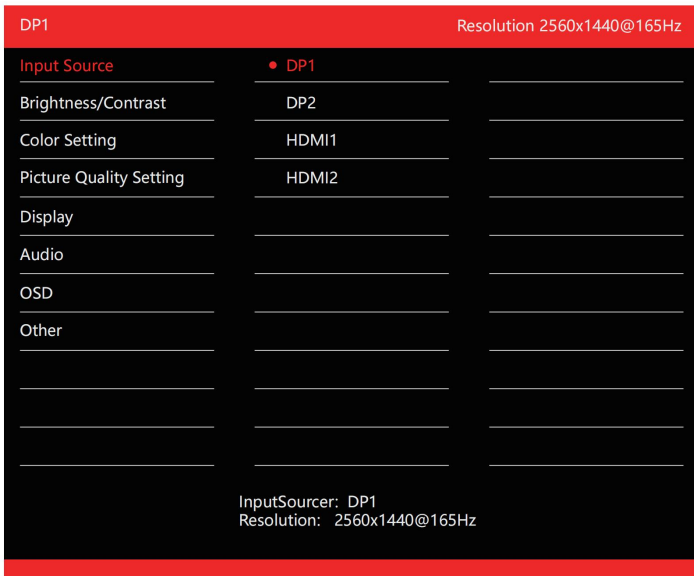 DP1 Resolution 2560x1440@165Hz
Input Source DP1
Brightness/Contrast DP2
Color Setting HDMI1
Picture Quality Setting HDMI2
Display
Audio
OSD
Other
InputSourcer: DP1
Resolution: 2560x1440@165Hz